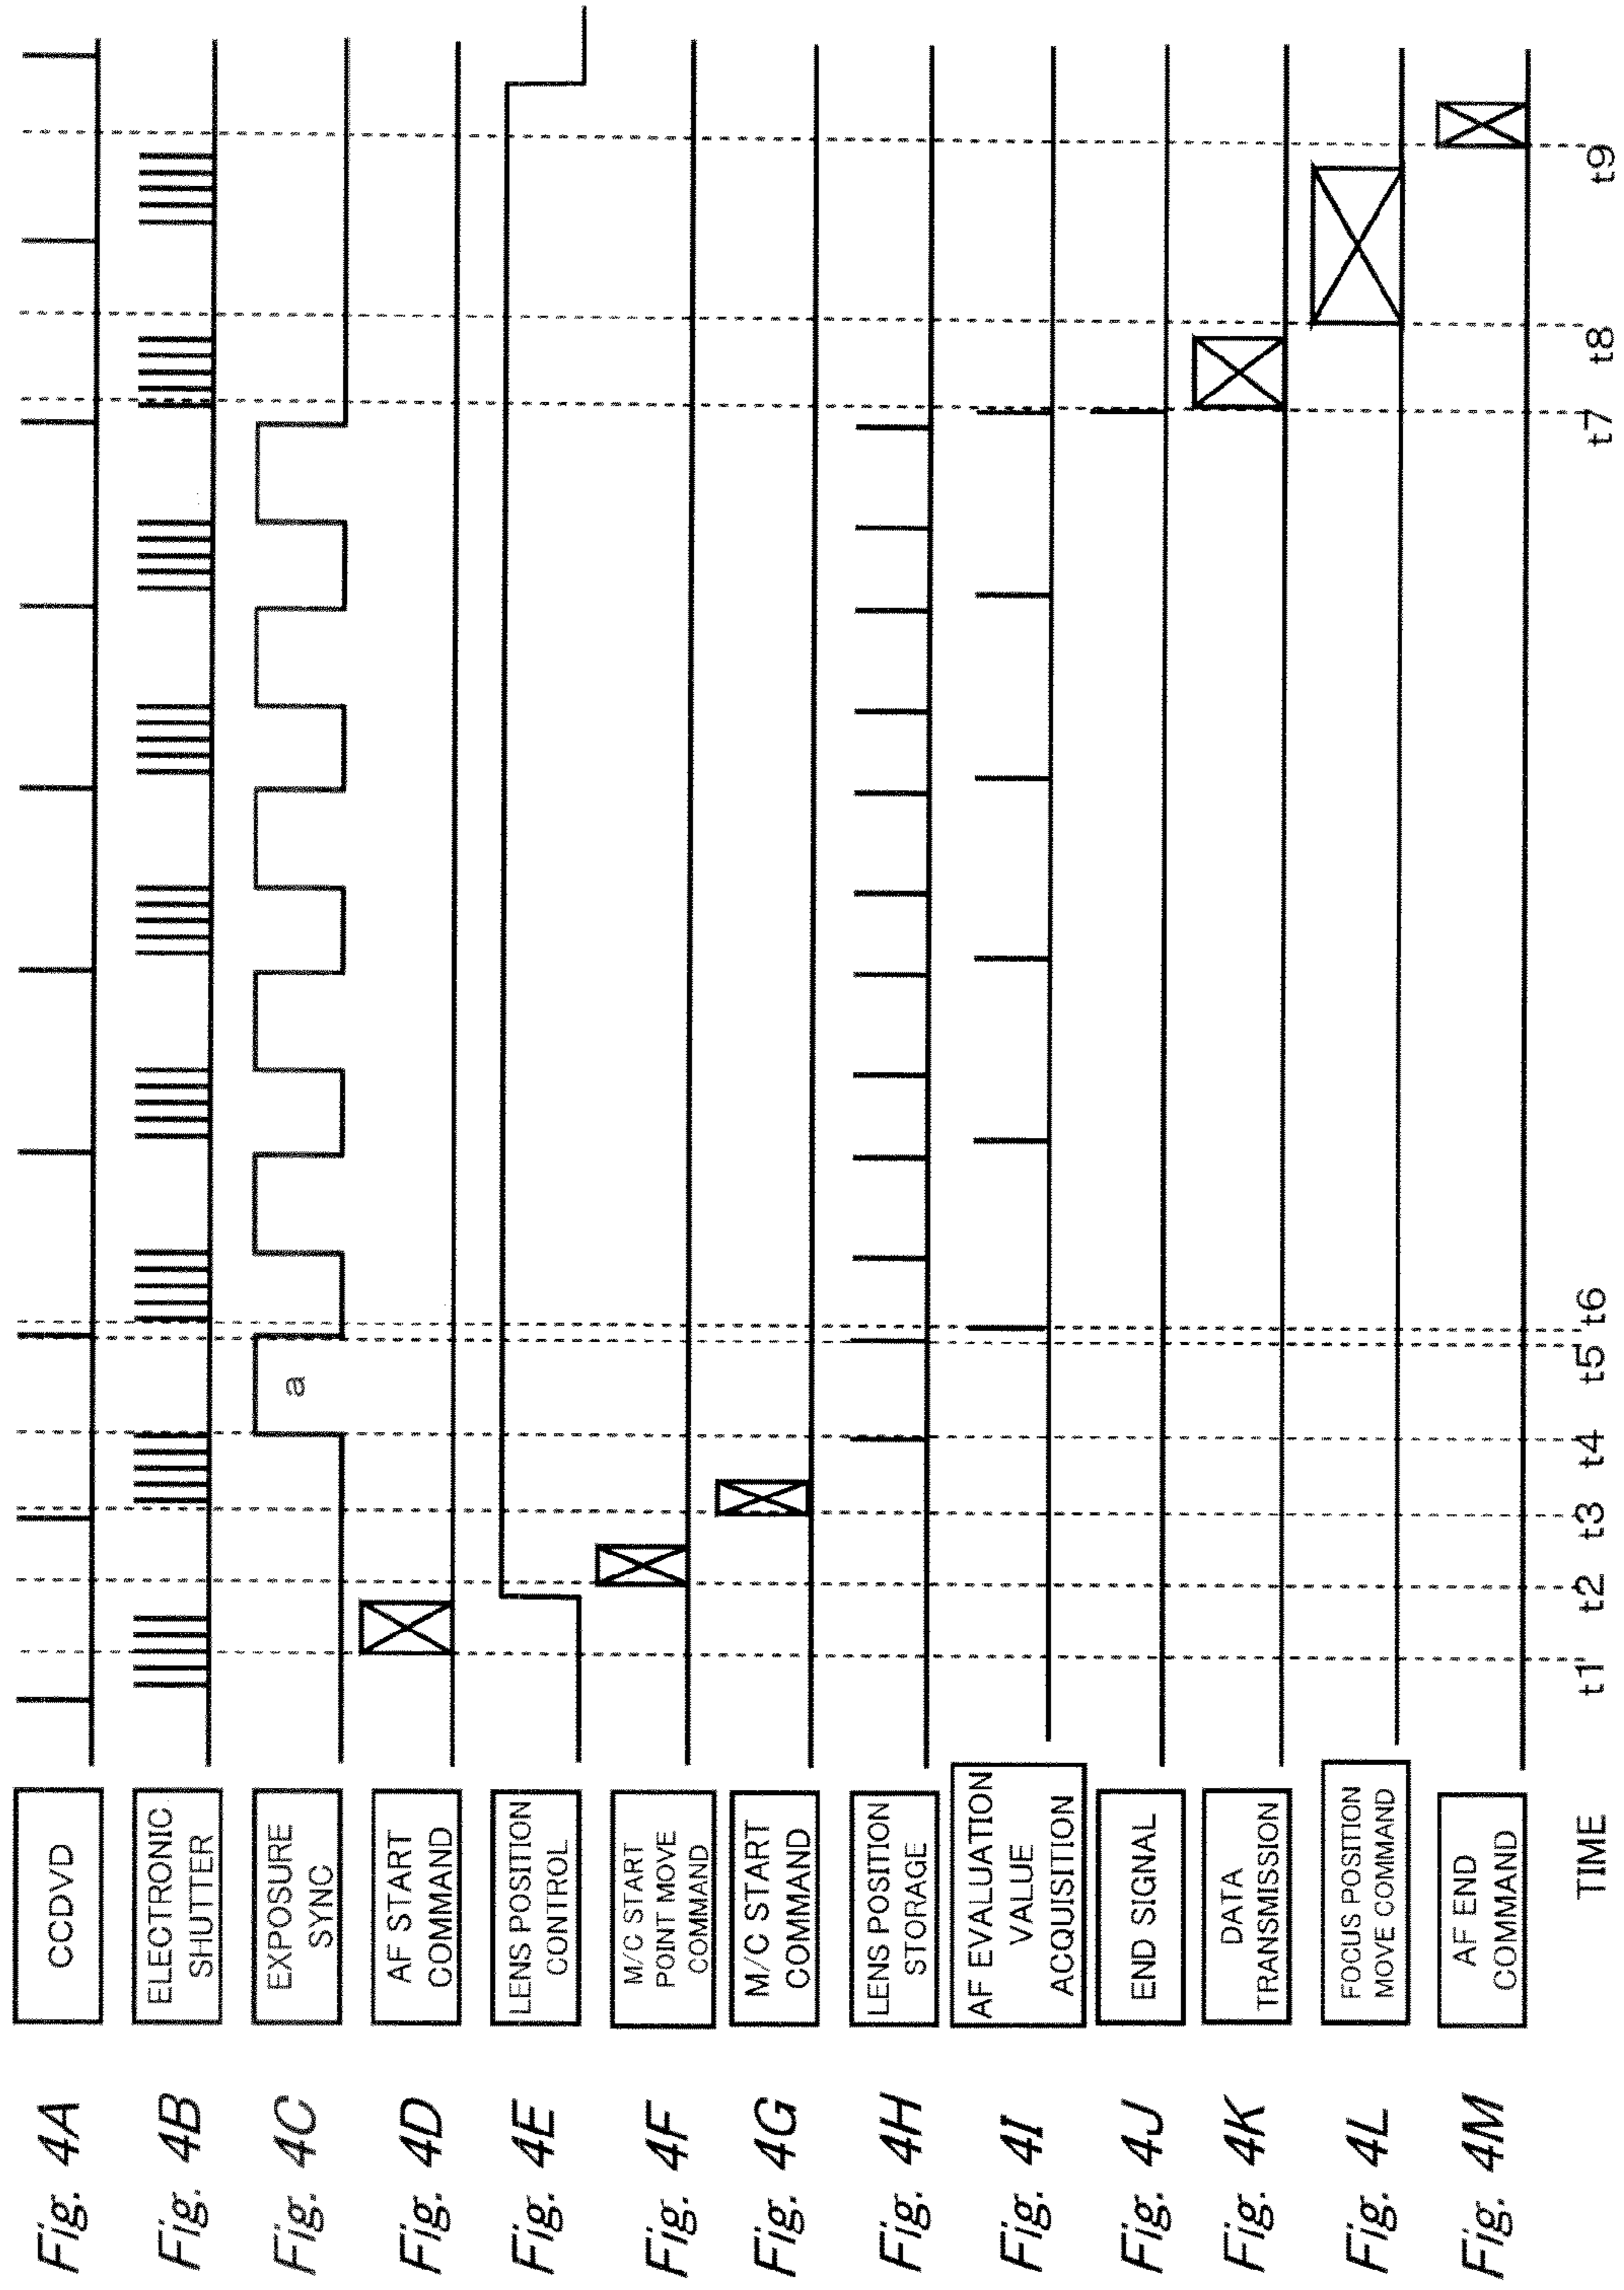 Fig. 4A
CCDVD
Fig. 4B
ELECTRONIC
SHUTTER
Fig. 4C
EXPOSURE
SYNC
a
Fig. 4D
AF START
COMMAND
Fig. 4E
LENS POSITION
CONTROL
Fig. 4F
M/C START
POINT MOVE
COMMAND
Fig. 4G
M/C START
COMMAND
Fig. 4H
LENS POSITION
STORAGE
Fig. 4I
AF EVALUATION
VALUE
ACQUISITION
Fig. 4J
END SIGNAL
Fig. 4K
DATA
TRANSMISSION
Fig. 4L
FOCUS POSITION
MOVE COMMAND
Fig. 4M
AF END
COMMAND
TIME t1 t2 t3 t4 t5 t6 t7 t8 t9